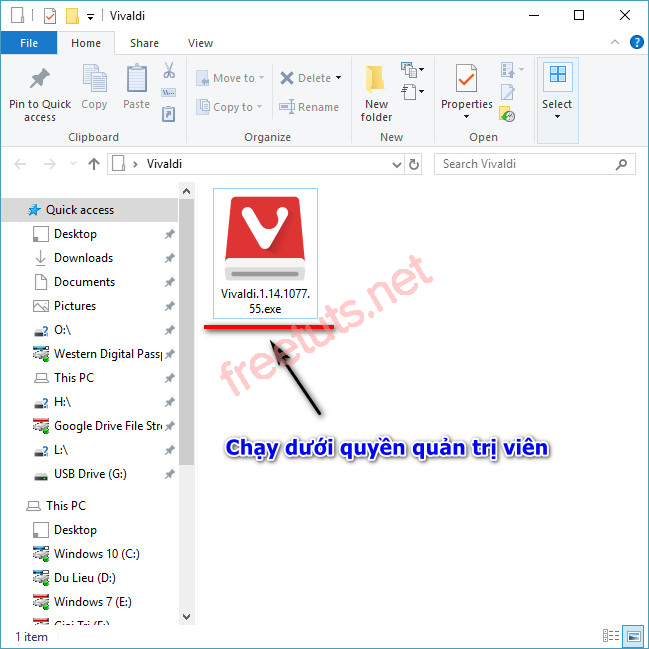 Vivaldi
File Home Share View
Pin to Quick access
Copy
Paste
Clipboard
Move to
Copy to
Delete
Rename
Organize
New folder
New
Properties
Open
Select
Vivaldi
Search Vivaldi
Quick access
Desktop
Downloads
Documents
Pictures
O:\
Western Digital Passp
This PC
H:\
Google Drive File Stre
L:\
USB Drive (G:)
This PC
Desktop
Windows 10 (C:)
Du Lieu (D:)
Windows 7 (E:)
Giai Tri (F:)
Vivaldi.1.14.1077.
55.exe
freetuts.net
Chạy dưới quyền quản trị viên
1 item